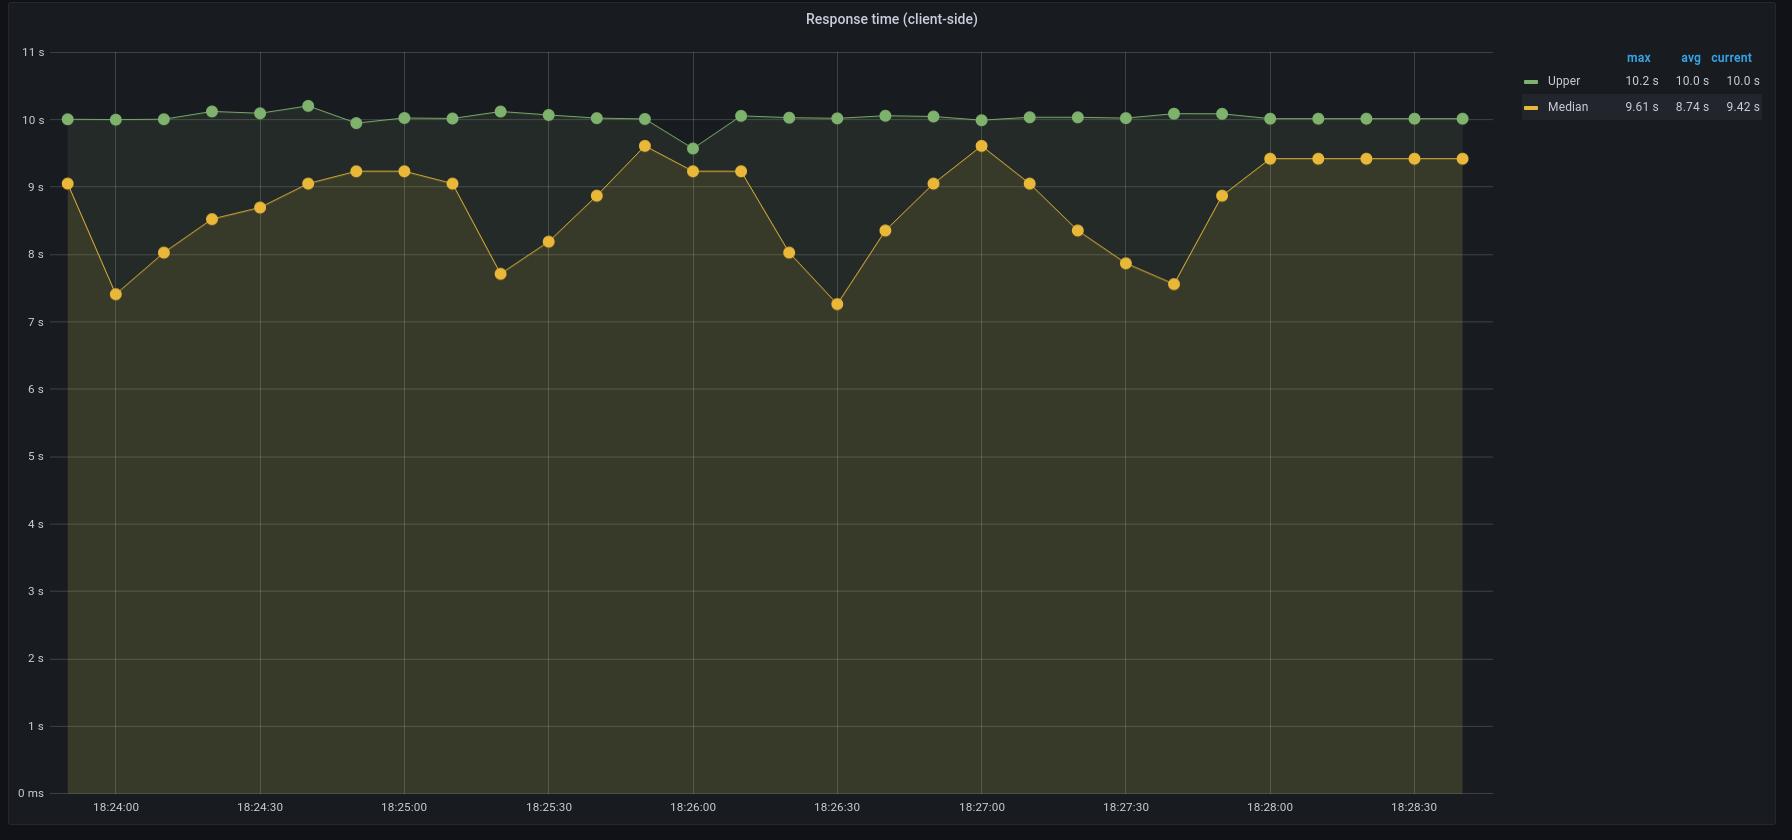 Response time (client-side)
11 s
10 s
9 s
8 s
7 s
6 s
5 s
4 s
3 s
2 s
1 s
0 ms
18:24:00 18:24:30 18:25:00 18:25:30 18:26:00 18:26:30 18:27:00 18:27:30 18:28:00 18:28:30
max avg current
Upper 10.2 s 10.0 s 10.0 s
Median 9.61 s 8.74 s 9.42 s